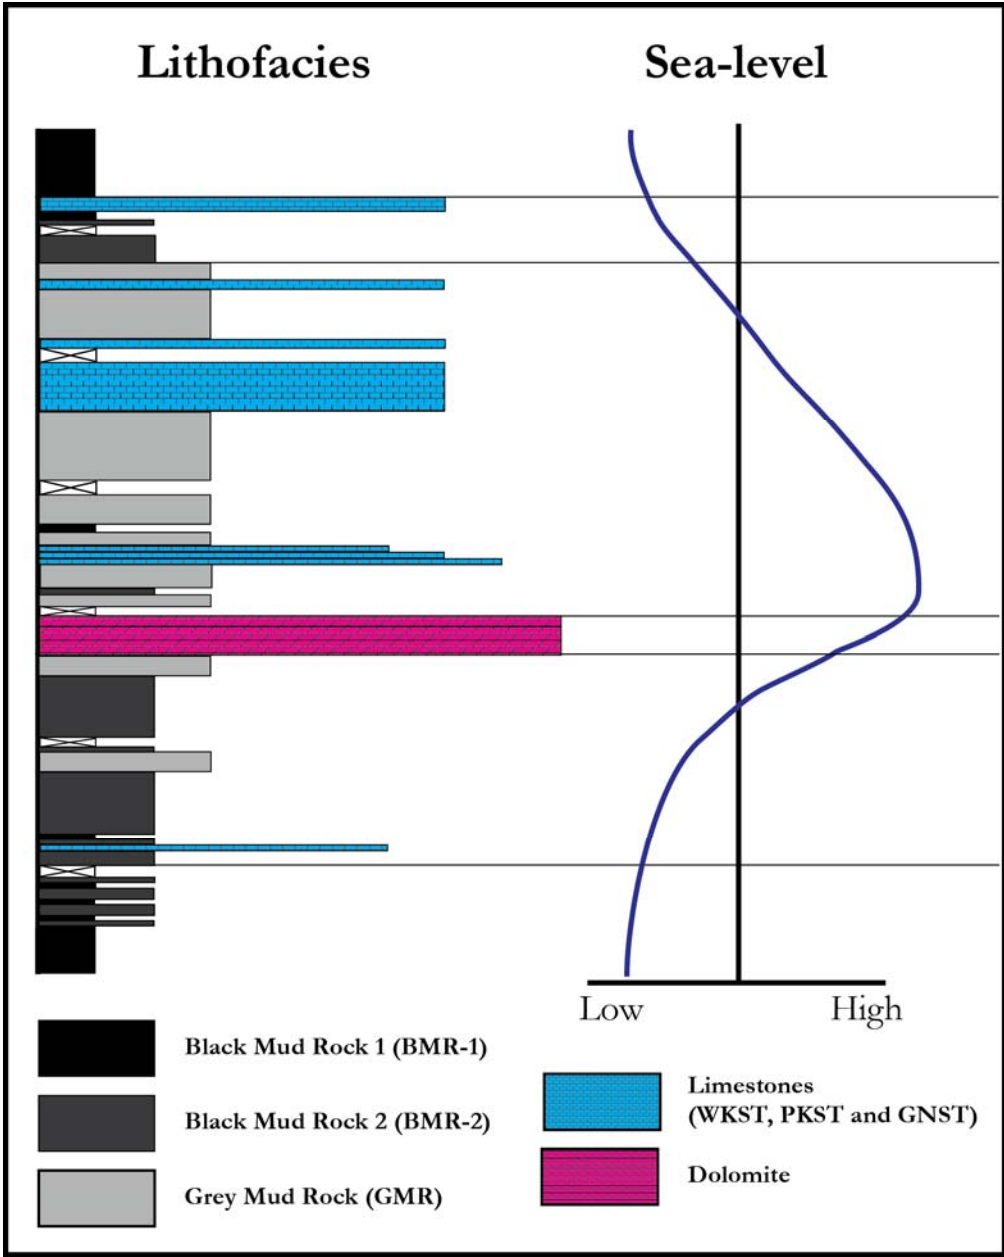 Lithofacies
Sea-level
Low
High
Black Mud Rock 1 (BMR-1)
Black Mud Rock 2 (BMR-2)
Grey Mud Rock (GMR)
Limestones
(WKST, PKST and GNST)
Dolomite